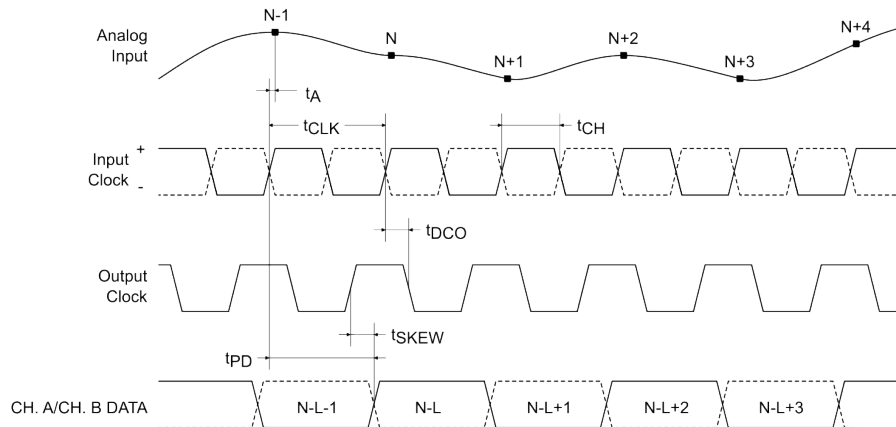 N-1 N N+1 N+2 N+3 N+4
Analog
Input
tA
tCLK tCH
Input +
Clock -
tDCO
Output
Clock
tSKEW
tPD
CH. A/CH. B DATA N-L-1 N-L N-L+1 N-L+2 N-L+3